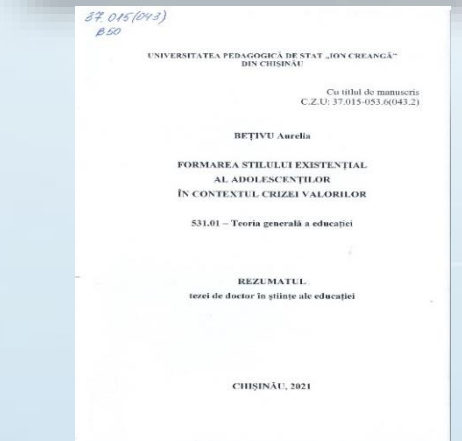 37.015(043)
B50
UNIVERSITATEA PEDAGOGICĂ DE STAT „ION CREANGĂ”
DIN CHIȘINĂU
Cu titlul de manuscris
C.Z.U: 37.015-053.6(043.2)
BEȚIVU Aurelia
FORMAREA STILULUI EXISTENȚIAL
AL ADOLESCENȚILOR
ÎN CONTEXTUL CRIZEI VALORILOR
531.01 – Teoria generală a educației
REZUMATUL
tezei de doctor în științe ale educației
CHIȘINĂU, 2021